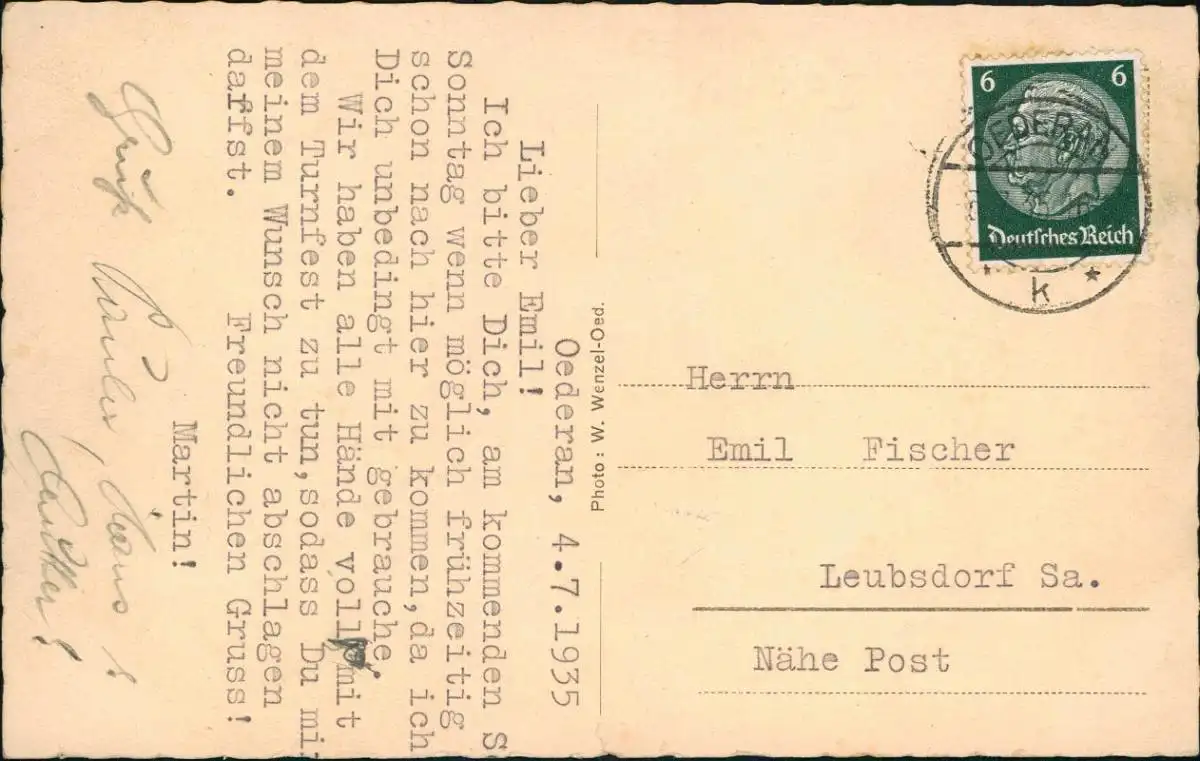 Oederan, 4.7.1935
Lieber Emil!
Ich bitte Dich, am kommenden S
Sonntag wenn möglich frühzeitig
schon nach hier zu kommen,da ich
Dich unbedingt mit gebrauche.
Wir haben alle Hände voll mit
dem Turnfest zu tun,sodass Du mi
meinem Wunsch nicht abschlagen
daffst. Freundlichen Gruss!
Martin!
Photo: W. Wenzel-Oed.
6 6
Deutsches Reich
OEDERAN
k
Herrn
Emil Fischer
Leubsdorf Sa.
Nähe Post